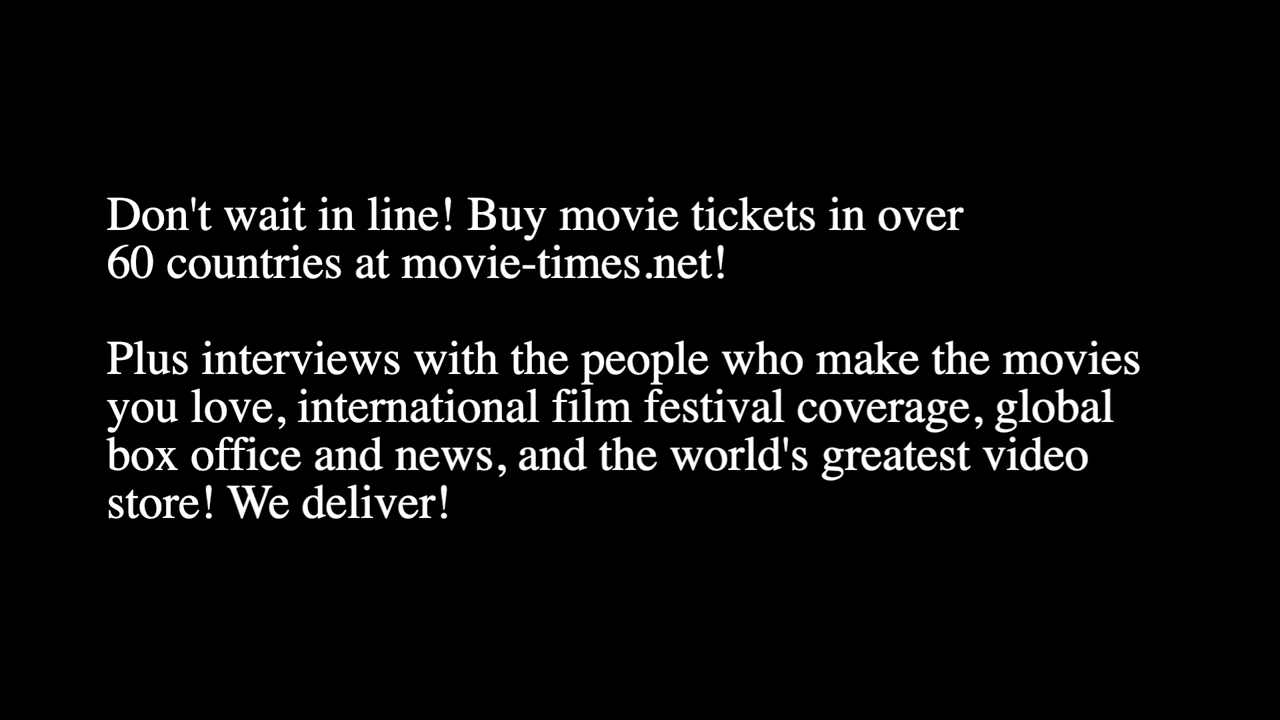 Don't wait in line! Buy movie tickets in over
60 countries at movie-times.net!
Plus interviews with the people who make the movies
you love, international film festival coverage, global
box office and news, and the world's greatest video
store! We deliver!